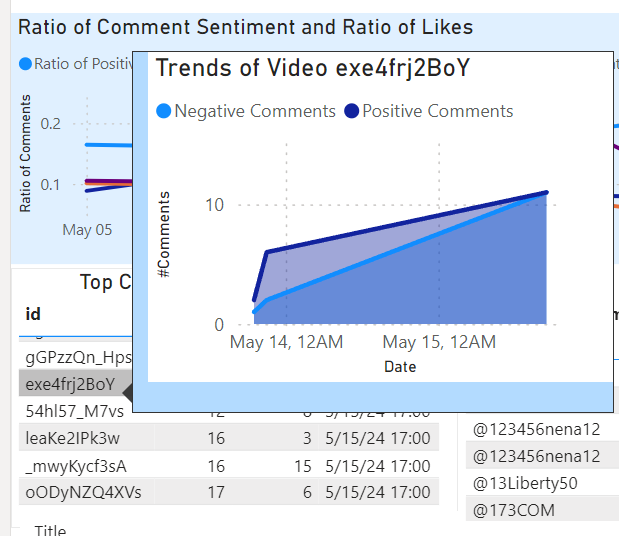 Ratio of Comment Sentiment and Ratio of Likes
Ratio of Positiv
Ratio of Comments
0.2
0.1
May 05
Trends of Video exe4frj2BoY
Negative Comments Positive Comments
#Comments
10
0
May 14, 12AM May 15, 12AM
Date
Top C
id
gGPzzQn_Hps
exe4frj2BoY
54hl57_M7vs 5/15/24 17:00
leaKe2IPk3w 16 3 5/15/24 17:00
_mwyKycf3sA 16 15 5/15/24 17:00
oODyNZQ4XVs 17 6 5/15/24 17:00
@123456nena12
@123456nena12
@13Liberty50
@173COM
Title